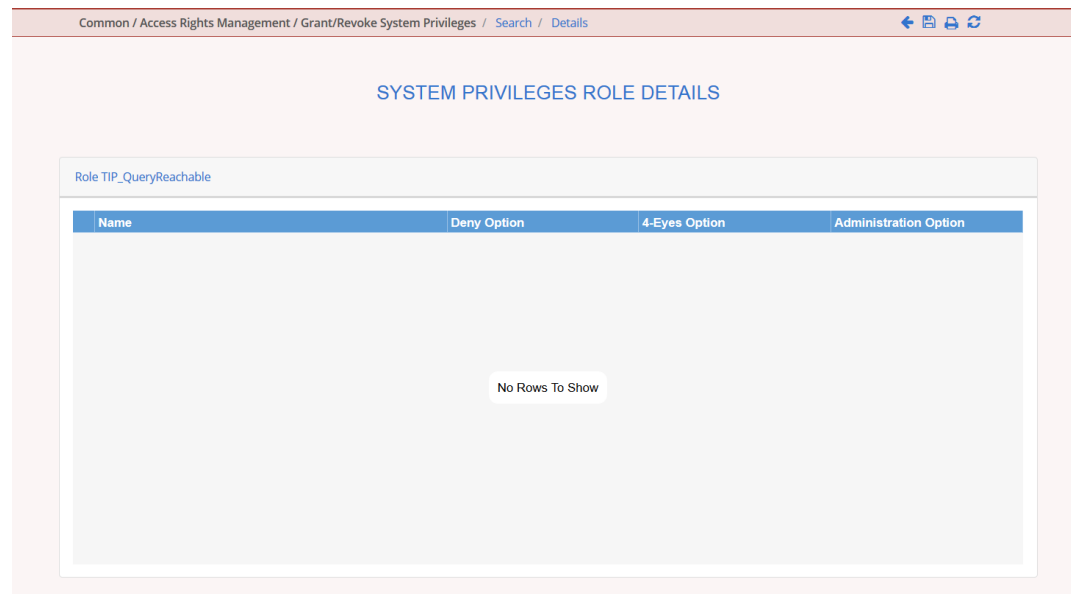 Common / Access Rights Management / Grant/Revoke System Privileges / Search / Details
SYSTEM PRIVILEGES ROLE DETAILS
Role TIP_QueryReachable
Name Deny Option 4-Eyes Option Administration Option
No Rows To Show